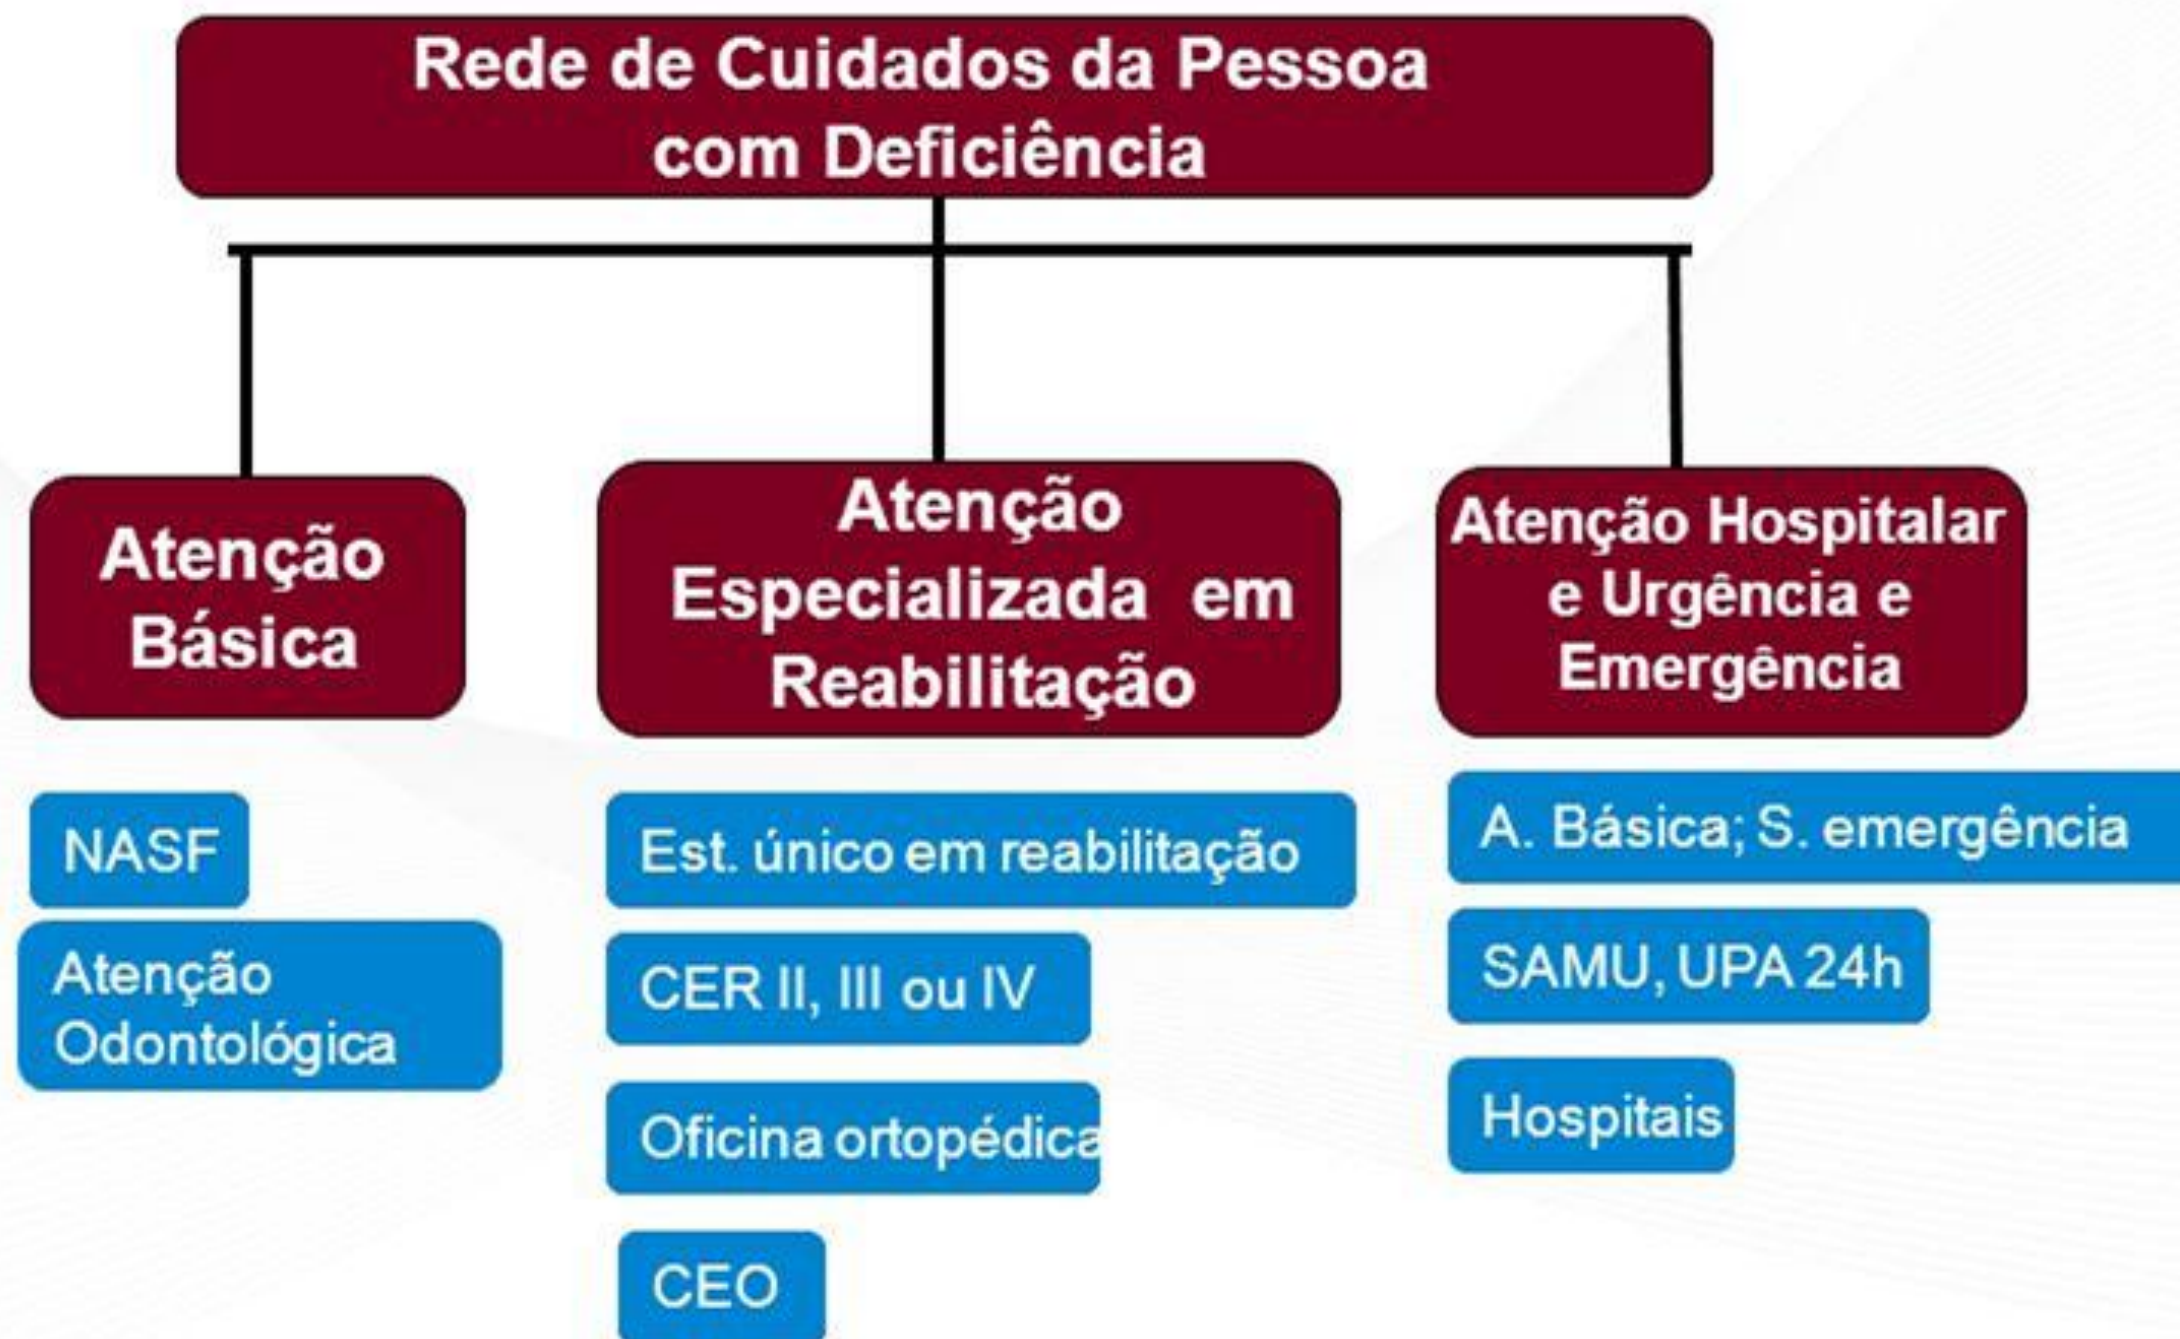 Rede de Cuidados da Pessoa
com Deficiência
Atenção
Básica
NASF
Atenção
Odontológica
Atenção
Especializada em
Reabilitação
Est. único em reabilitação
CER II, III ou IV
Oficina ortopédica
CEO
Atenção Hospitalar
e Urgência e
Emergência
A. Básica; S. emergência
SAMU, UPA 24h
Hospitais